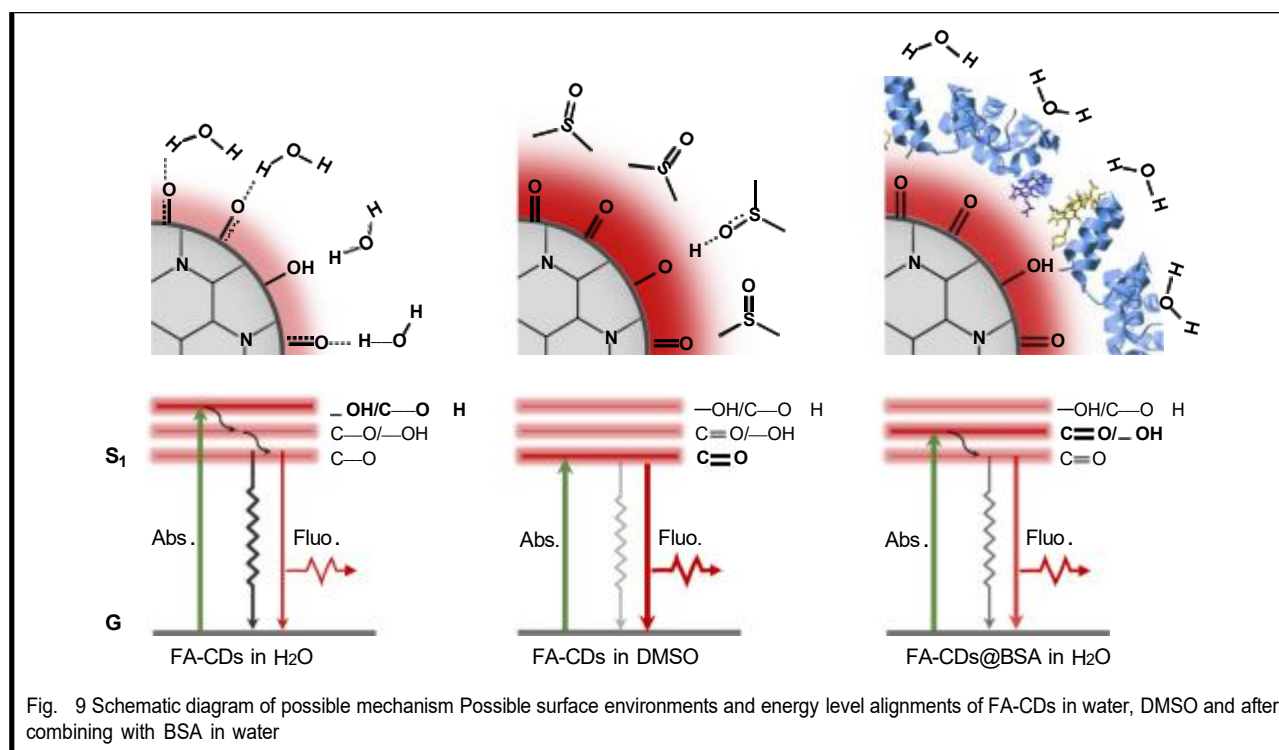 H O H
H O H
O
O
H
O
H
OH
N
N
O H—O
H
O
S
O
S
O
O
S
O
H
O
N
N
O
S
O
H O H
H
O
H
O
O
H
O
H
OH
N
N
O
H
O
H
S1
G
— OH/C—O H
C—O/—OH
C—O
Abs.
Fluo.
FA-CDs in H2O
—OH/C—O H
C=O/—OH
C=O
Abs.
Fluo.
FA-CDs in DMSO
—OH/C—O H
C=O/— OH
C=O
Abs.
Fluo.
FA-CDs@BSA in H2O
Fig. 9 Schematic diagram of possible mechanism Possible surface environments and energy level alignments of FA-CDs in water, DMSO and after
combining with BSA in water